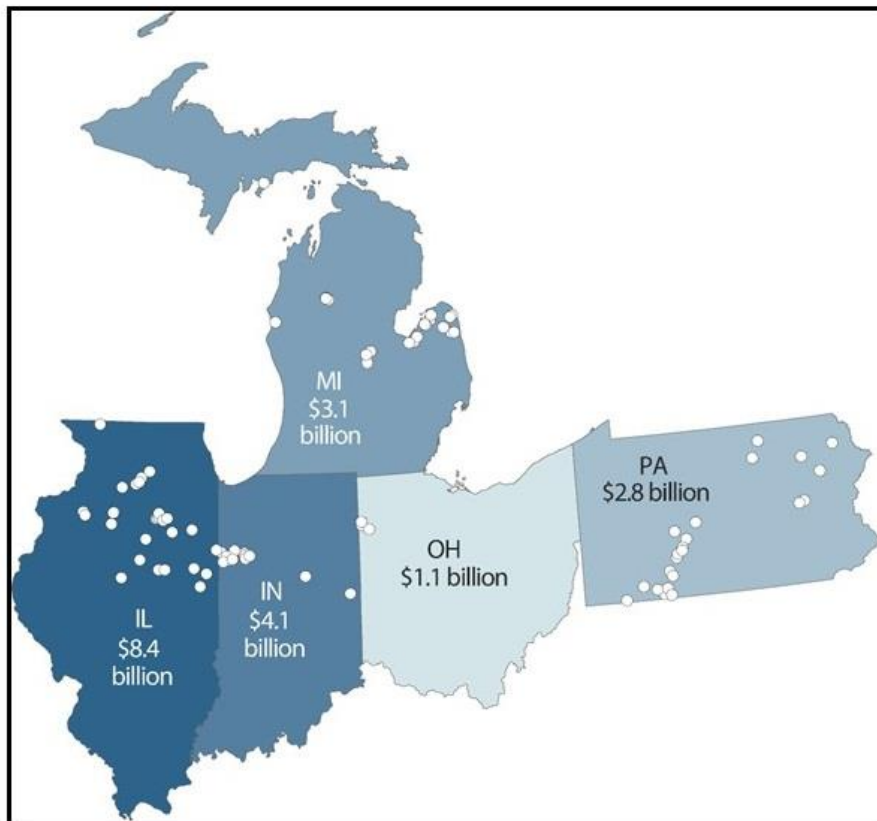 MI
$3.1
billion
PA
$2.8 billion
OH
$1.1 billion
IN
$4.1
billion
IL
$8.4
billion